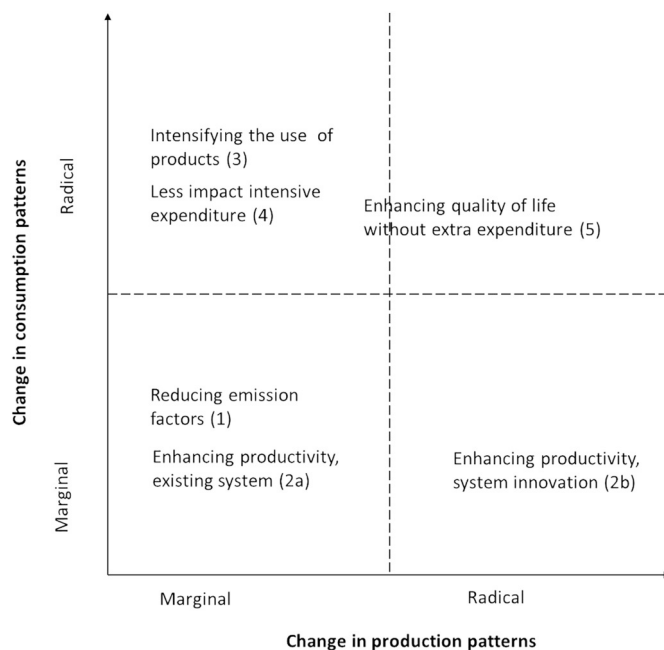 Intensifying the use of
products (3)
Less impact intensive
expenditure (4)
Enhancing quality of life
without extra expenditure (5)
Radical
Change in consumption patterns
Reducing emission
factors (1)
Enhancing productivity,
existing system (2a)
Enhancing productivity,
system innovation (2b)
Marginal
Marginal
Radical
Change in production patterns